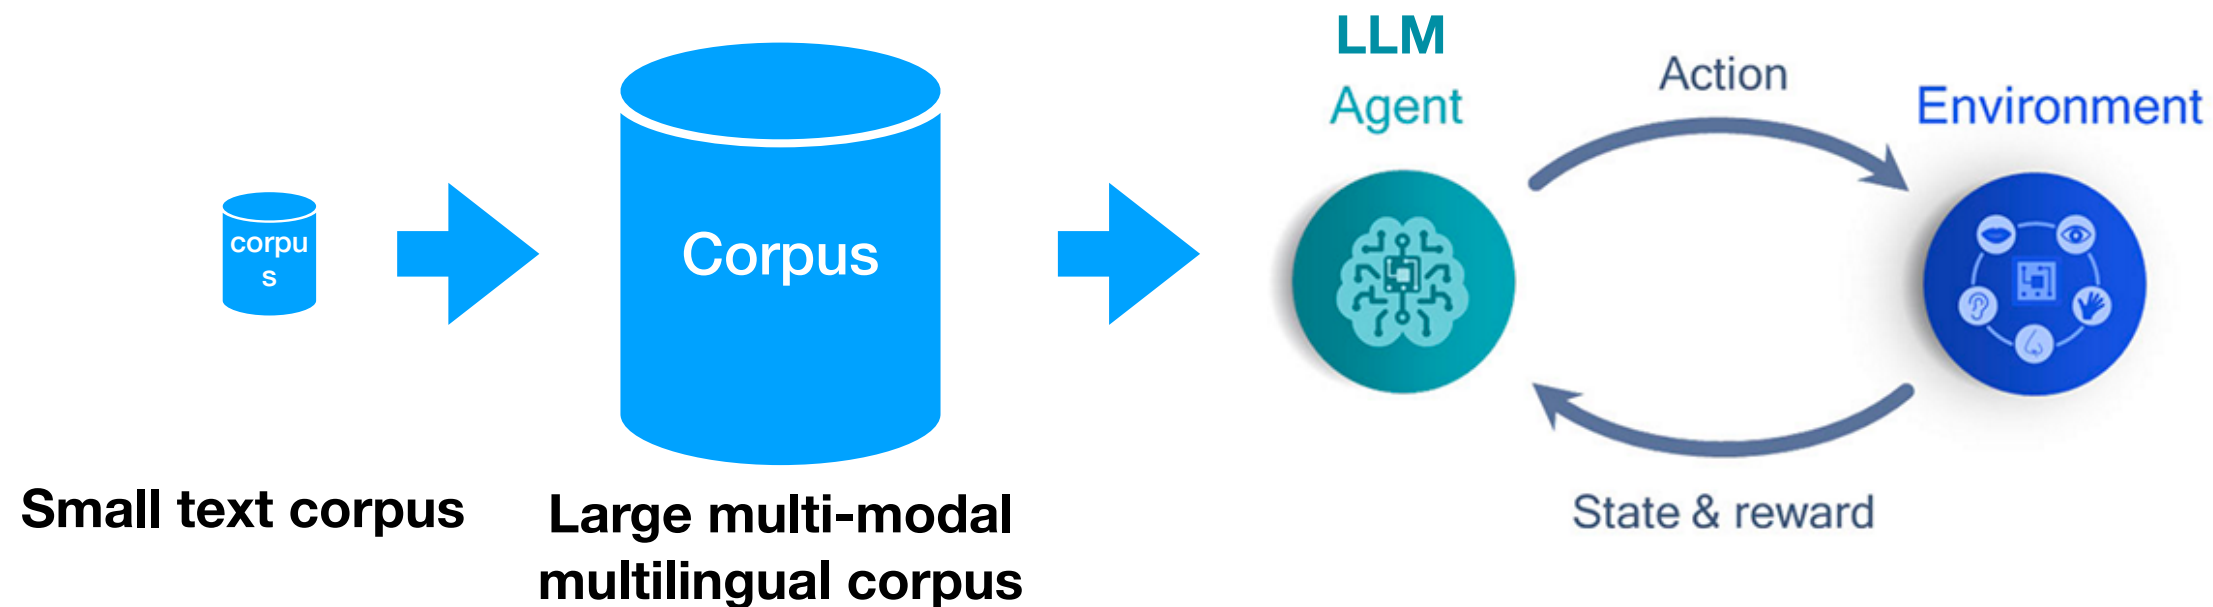 corpu
s
Small text corpus
Corpus
Large multi-modal
multilingual corpus
LLM
Agent
Action
Environment
State & reward